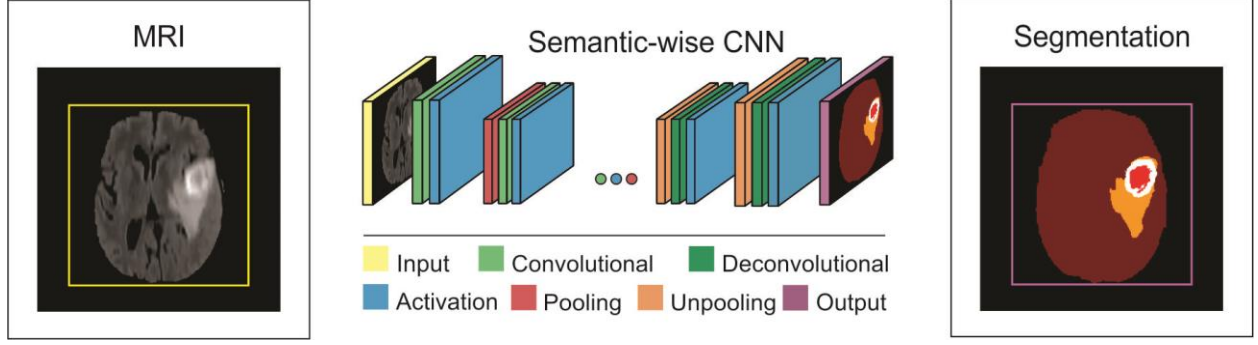 MRI
Semantic-wise CNN
Segmentation
Input
Convolutional
Deconvolutional
Activation
Pooling
Unpooling
Output